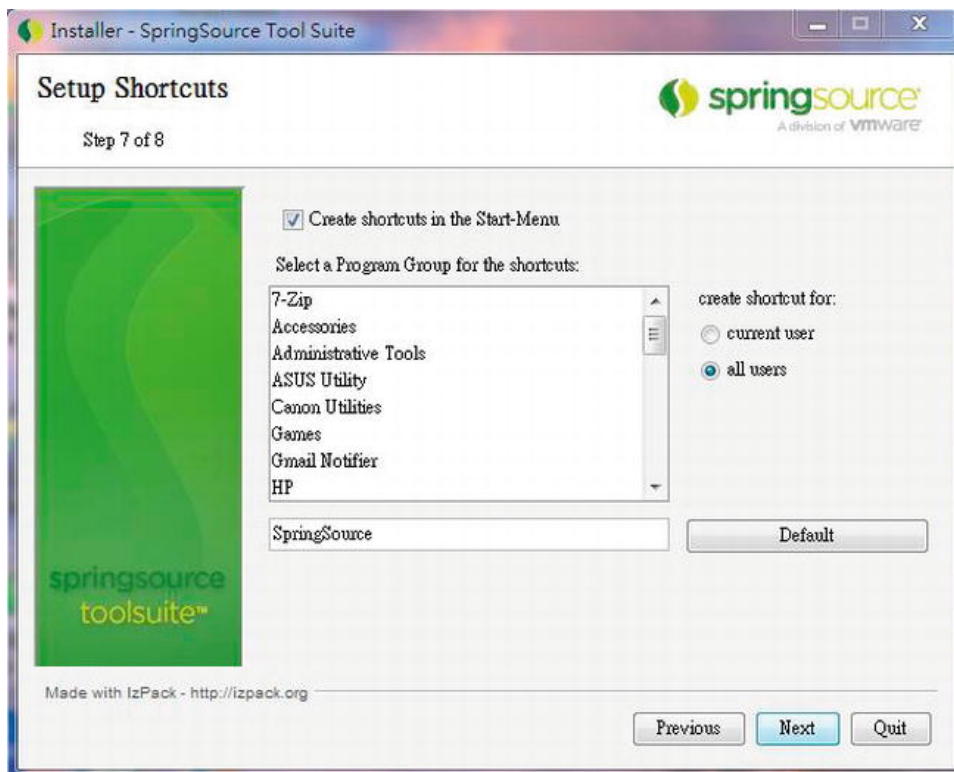 Installer - SpringSource Tool Suite
Setup Shortcuts
Step 7 of 8
springsource
A division of vmware
Create shortcuts in the Start-Menu
Select a Program Group for the shortcuts:
7-Zip
Accessories
Administrative Tools
ASUS Utility
Canon Utilities
Games
Gmail Notifier
HP
create shortcut for:
current user
all users
SpringSource
Default
springsource
toolsuite™
Made with IzPack - http://izpack.org
Previous
Next
Quit